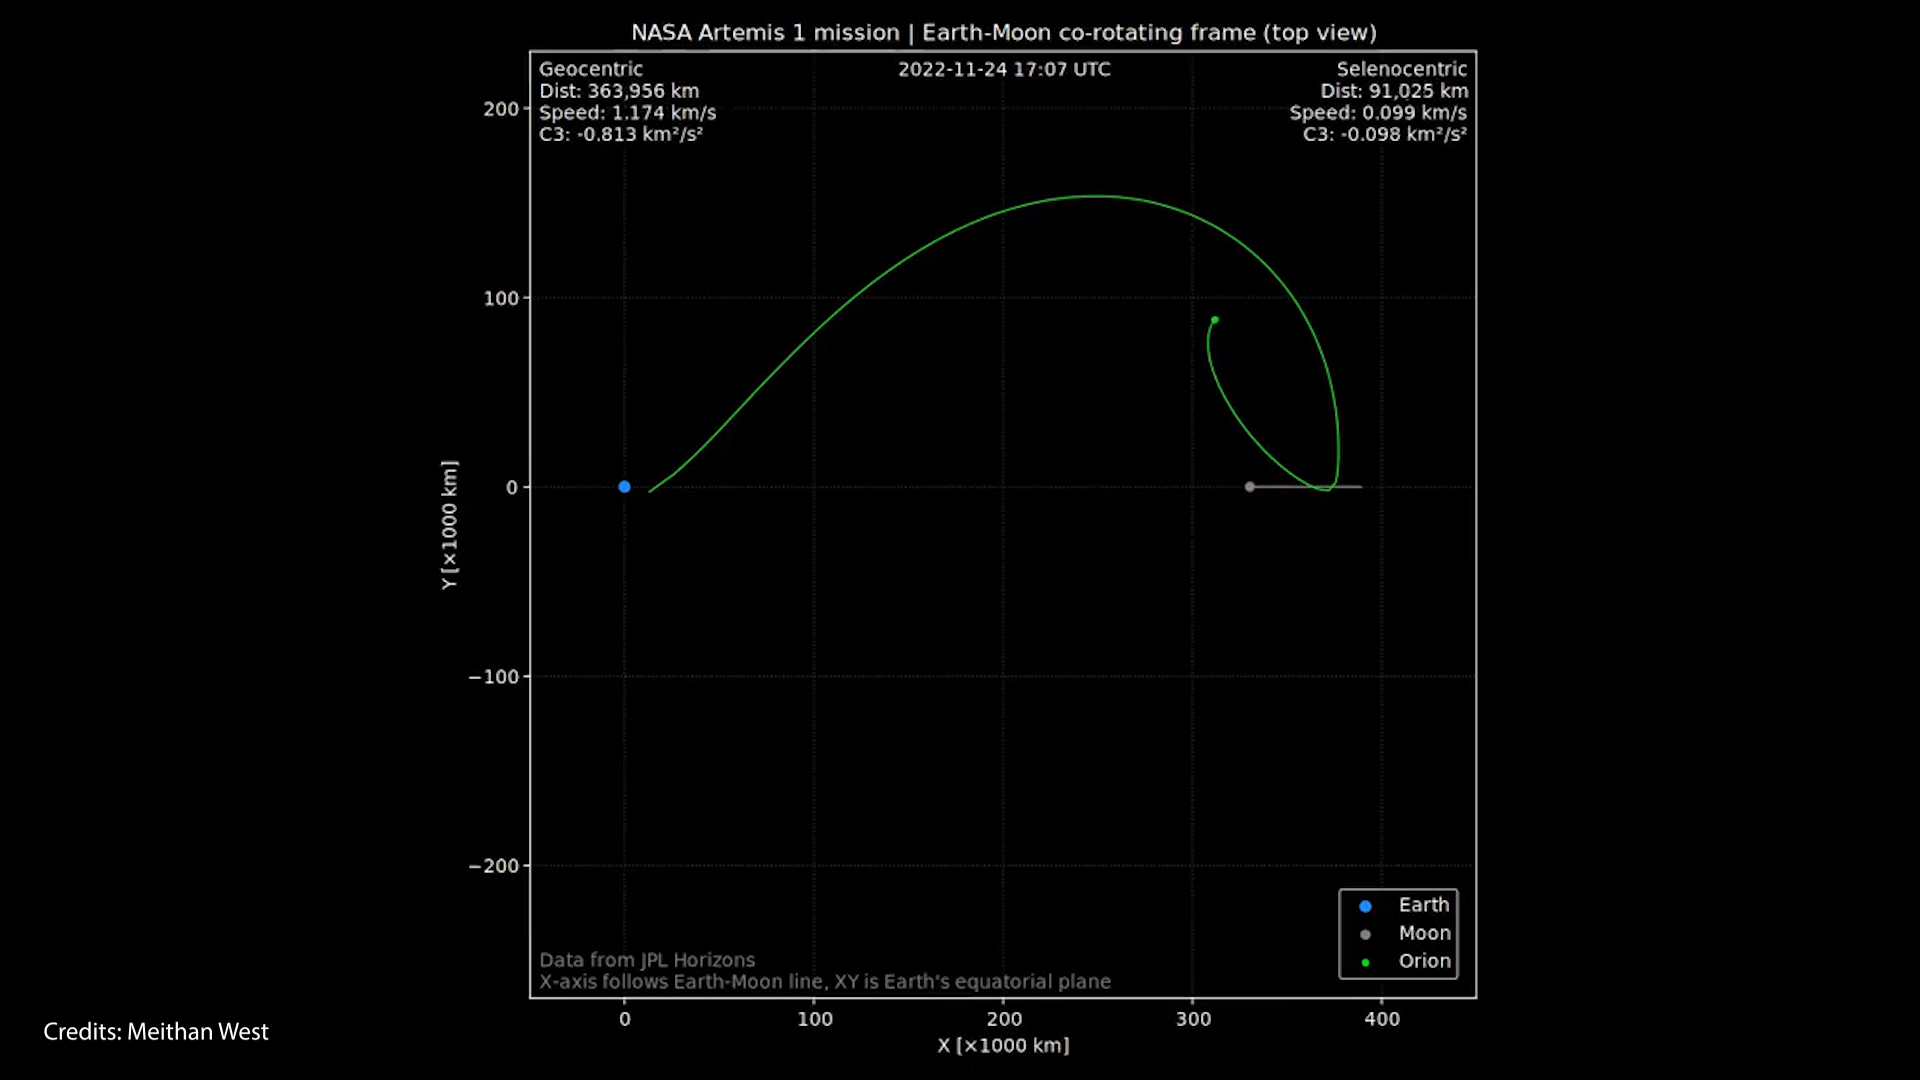 NASA Artemis 1 mission | Earth-Moon co-rotating frame (top view)
Geocentric
Dist: 363,956 km
Speed: 1.174 km/s
C3: -0.813 km²/s²
2022-11-24 17:07 UTC
Selenocentric
Dist: 91,025 km
Speed: 0.099 km/s
C3: -0.098 km²/s²
200
100
0
−100
−200
Y [×1000 km]
Earth
Moon
Orion
Data from JPL Horizons
X-axis follows Earth-Moon line, XY is Earth's equatorial plane
0
100
200
300
400
X [×1000 km]
Credits: Meithan West